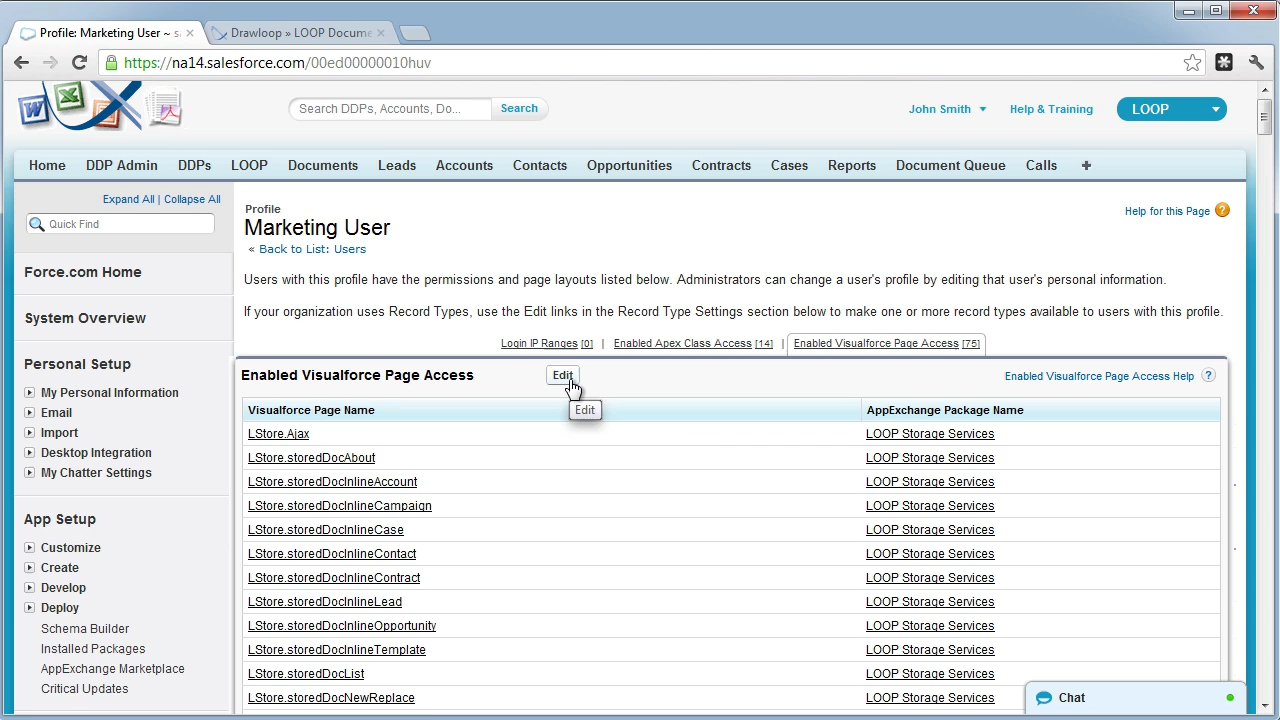 Profile: Marketing User ~ s
Drawloop » LOOP Docume
https://na14.salesforce.com/00ed00000010huv
Search DDPs, Accounts, Do...
Search
John Smith
Help & Training
LOOP
Home
DDP Admin
DDPs
LOOP
Documents
Leads
Accounts
Contacts
Opportunities
Contracts
Cases
Reports
Document Queue
Calls
+
Expand All | Collapse All
Quick Find
Force.com Home
System Overview
Personal Setup
My Personal Information
Email
Import
Desktop Integration
My Chatter Settings
App Setup
Customize
Create
Develop
Deploy
Schema Builder
Installed Packages
AppExchange Marketplace
Critical Updates
Profile
Marketing User
« Back to List: Users
Help for this Page ?
Users with this profile have the permissions and page layouts listed below. Administrators can change a user's profile by editing that user's personal information.
If your organization uses Record Types, use the Edit links in the Record Type Settings section below to make one or more record types available to users with this profile.
Login IP Ranges [0] | Enabled Apex Class Access [14] | Enabled Visualforce Page Access [75]
Enabled Visualforce Page Access
Edit
Edit
Enabled Visualforce Page Access Help ?
Visualforce Page Name AppExchange Package Name
LStore.Ajax LOOP Storage Services
LStore.storedDocAbout LOOP Storage Services
LStore.storedDocInlineAccount LOOP Storage Services
LStore.storedDocInlineCampaign LOOP Storage Services
LStore.storedDocInlineCase LOOP Storage Services
LStore.storedDocInlineContact LOOP Storage Services
LStore.storedDocInlineContract LOOP Storage Services
LStore.storedDocInlineLead LOOP Storage Services
LStore.storedDocInlineOpportunity LOOP Storage Services
LStore.storedDocInlineTemplate LOOP Storage Services
LStore.storedDocList LOOP Storage Services
LStore.storedDocNewReplace LOOP Storage Services
Chat